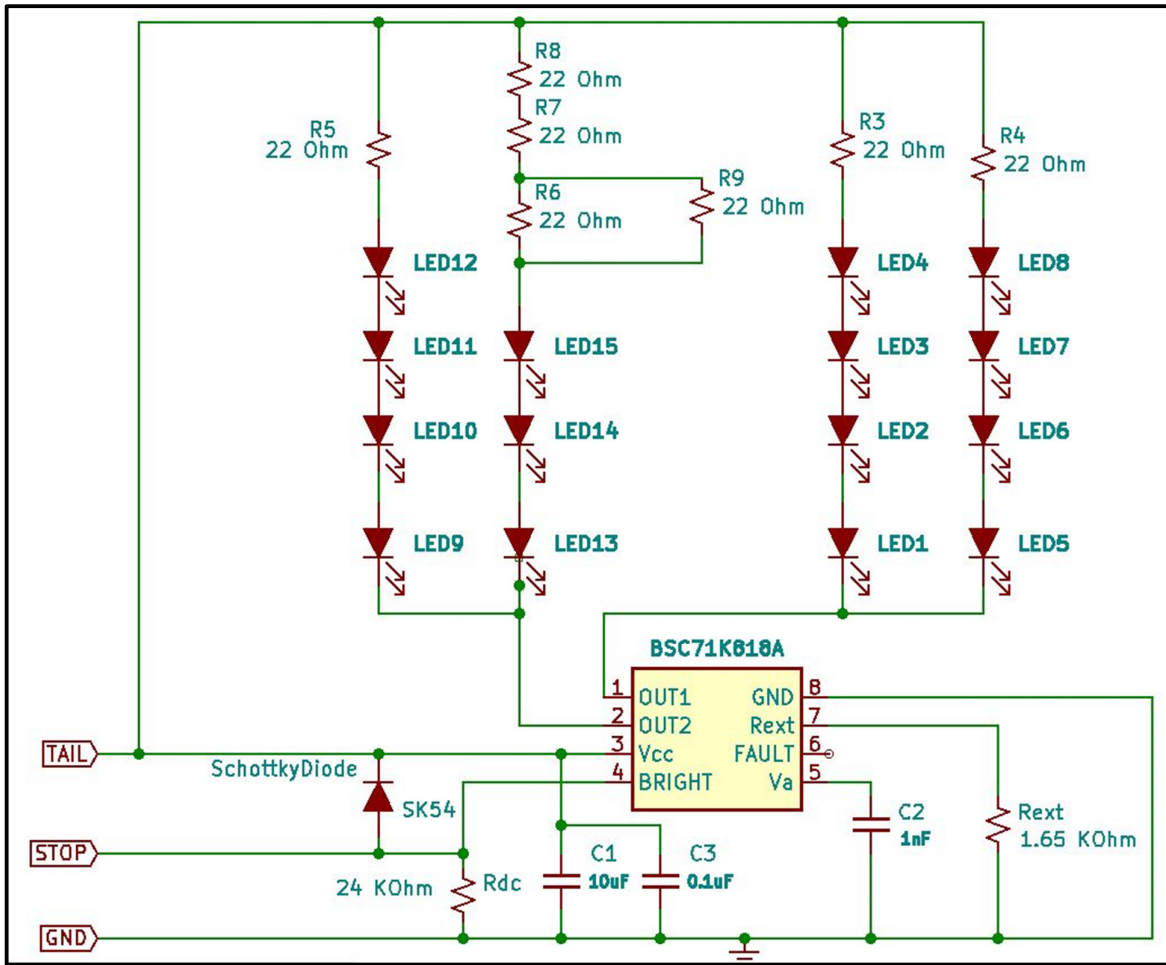 R8
22 Ohm
R7
22 Ohm
R5
22 Ohm
R3
22 Ohm
R4
22 Ohm
R6
22 Ohm
R9
22 Ohm
LED12
LED4
LED8
LED11
LED15
LED3
LED7
LED10
LED14
LED2
LED6
LED9
LED13
LED1
LED5
BSC71K818A
1 OUT1 GND 8
2 OUT2 Rext 7
3 Vcc FAULT 6
4 BRIGHT Va 5
TAIL
SchottkyDiode
SK54
STOP
24 KOhm Rdc
C1
10uF
C3
0.1uF
C2
1nF
Rext
1.65 KOhm
GND